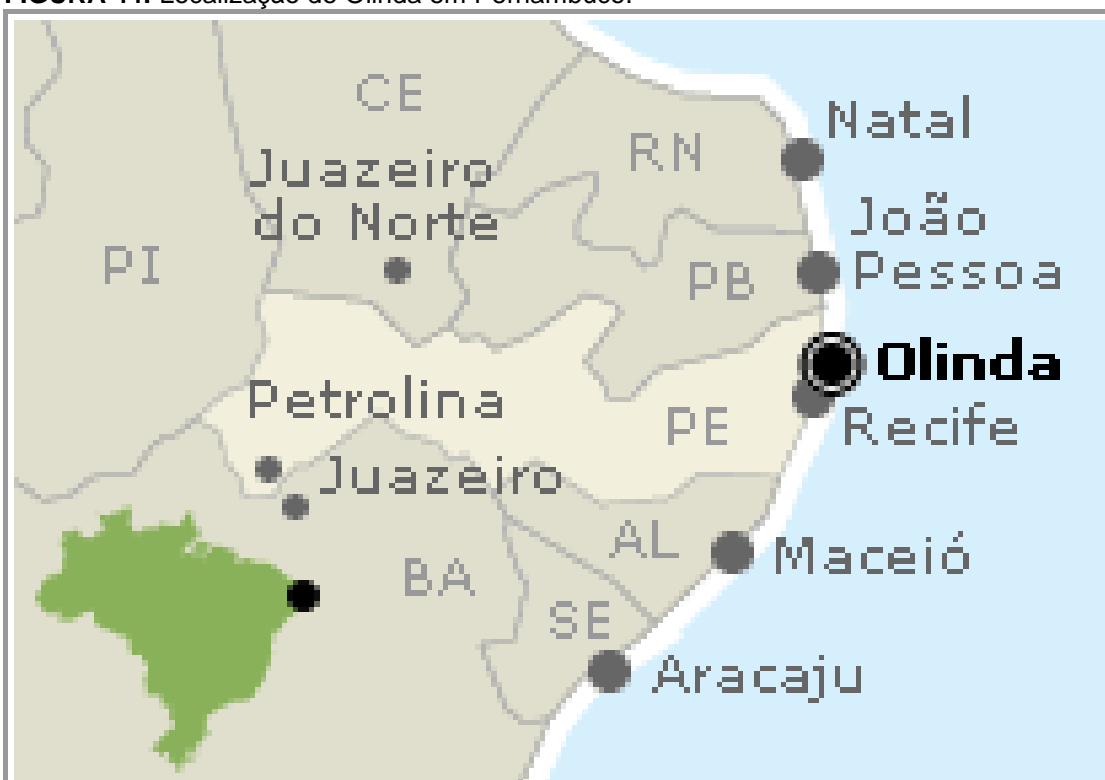 FIGURA 11. Localização de Olinda em Pernambuco.
CE
Natal
RN
Juazeiro
do Norte
João
Pessoa
PI
PB
Olinda
Petrolina
PE
Recife
Juazeiro
AL
Maceió
BA
SE
Aracaju